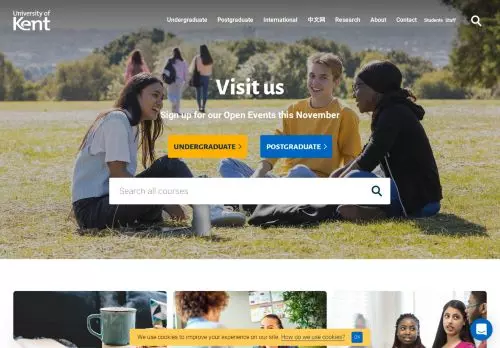 University of
Kent
Undergraduate Postgraduate International 中文网 Research About Contact Students Staff
Visit us
Sign up for our Open Events this November
UNDERGRADUATE
POSTGRADUATE
Search all courses
We use cookies to improve your experience on our site. How do we use cookies? OK